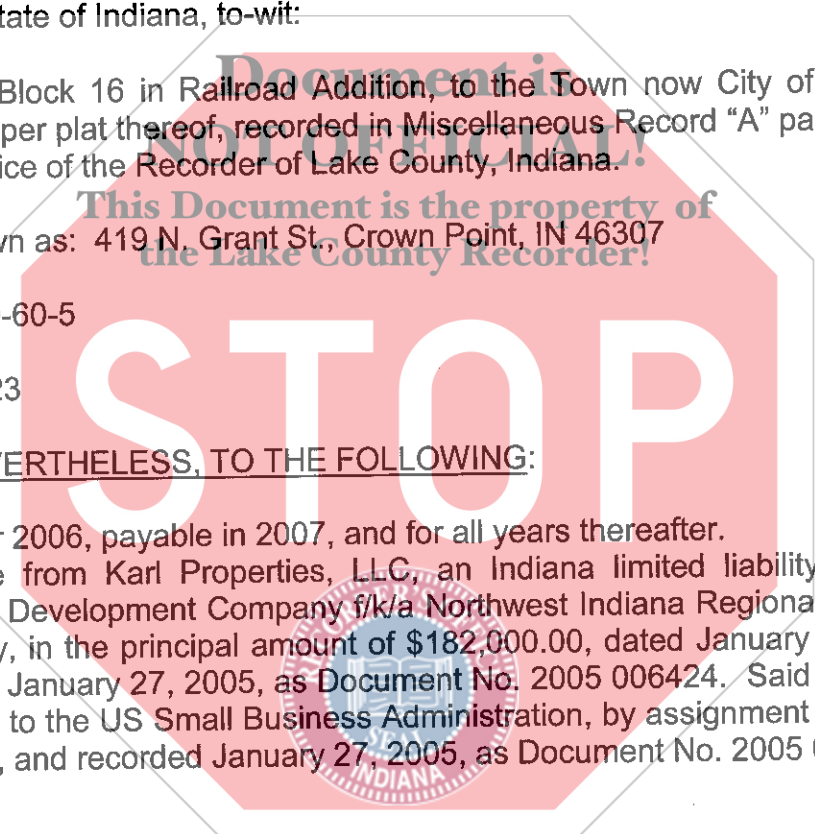 tate of Indiana, to-wit:
Document is
Block 16 in Railroad Addition, to the Town now City of
per plat thereof, recorded in Miscellaneous Record “A” pa
NOT OFFICIAL!
ice of the Recorder of Lake County, Indiana.
This Document is the property of
vn as: 419 N. Grant St., Crown Point, IN 46307
the Lake County Recorder!
-60-5
STOP
23
VERTHELESS, TO THE FOLLOWING:
r 2006, payable in 2007, and for all years thereafter.
e from Karl Properties, LLC, an Indiana limited liability
Development Company f/k/a Northwest Indiana Regiona
y, in the principal amount of $182,000.00, dated January
January 27, 2005, as Document No. 2005 006424. Said
to the US Small Business Administration, by assignment
SEAL
, and recorded January 27, 2005, as Document No. 2005
INDIANA